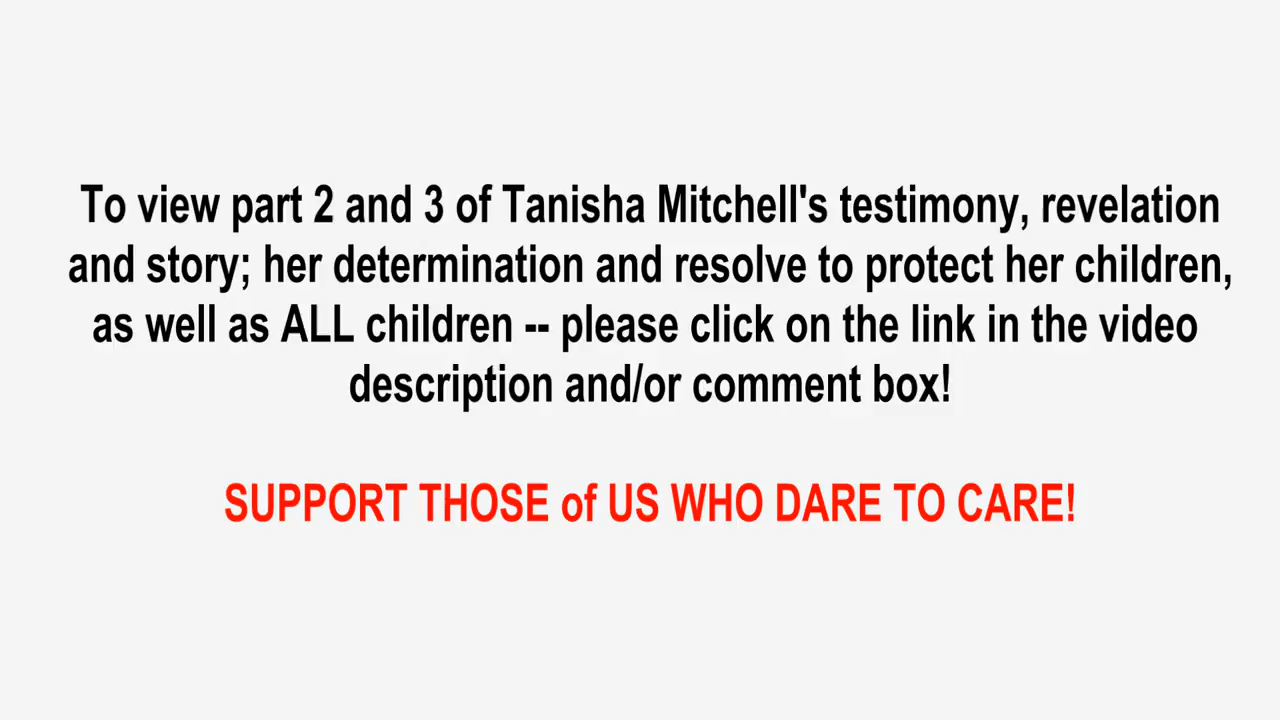 To view part 2 and 3 of Tanisha Mitchell's testimony, revelation
and story; her determination and resolve to protect her children,
as well as ALL children -- please click on the link in the video
description and/or comment box!
SUPPORT THOSE of US WHO DARE TO CARE!